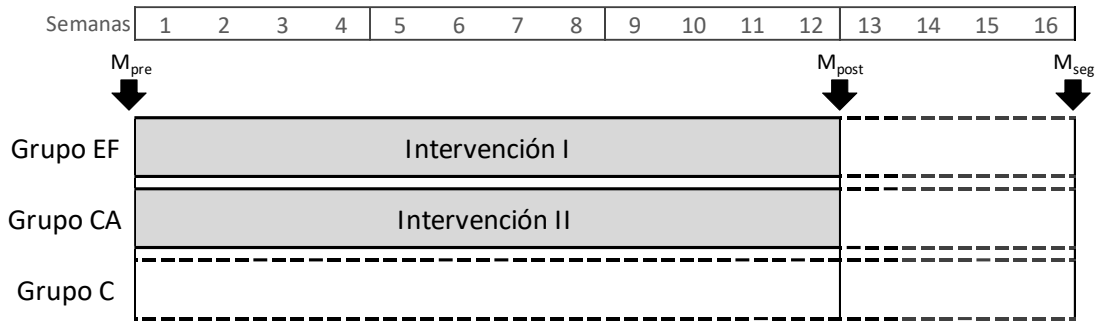 Semanas 1 2 3 4 5 6 7 8 9 10 11 12 13 14 15 16
Mpre Mpost Mseg
Grupo EF Intervención I
Grupo CA Intervención II
Grupo C